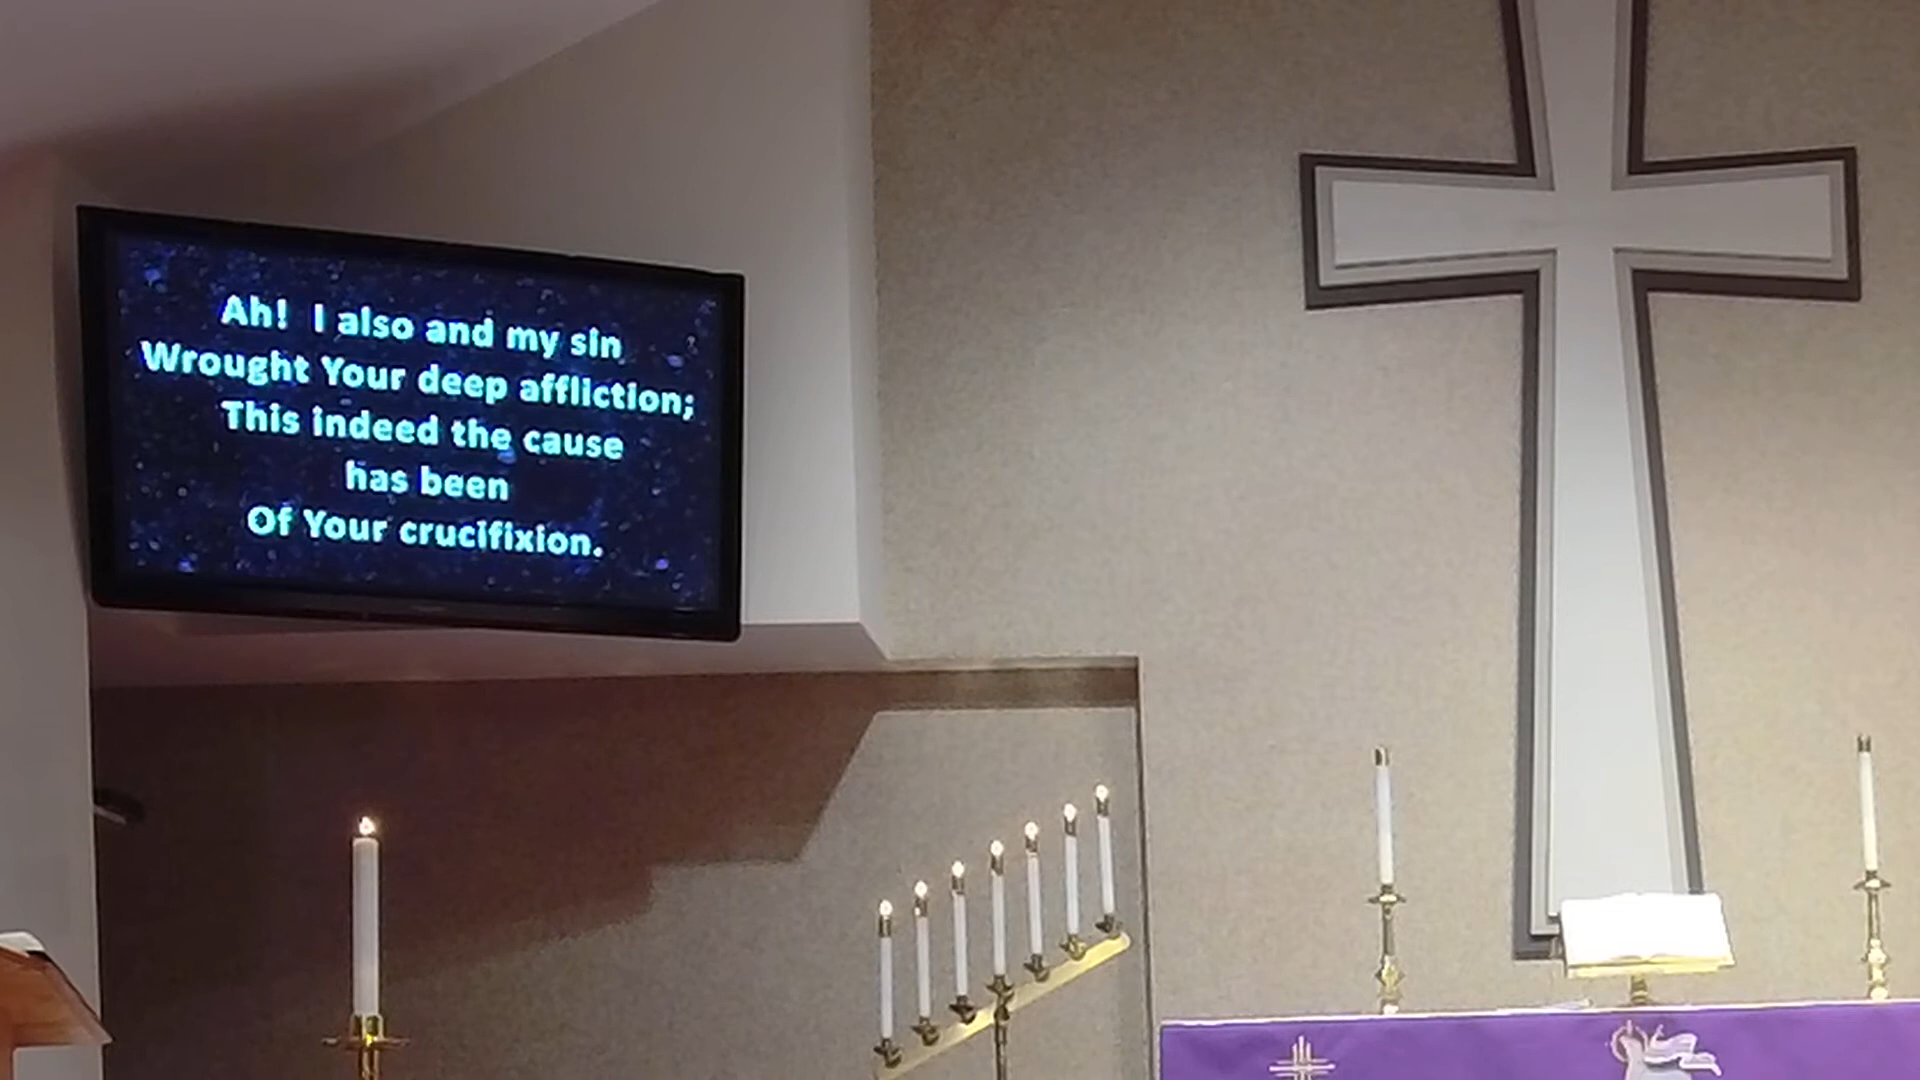 Ah!  I also and my sin
Wrought Your deep affliction;
This indeed the cause
has been
Of Your crucifixion.